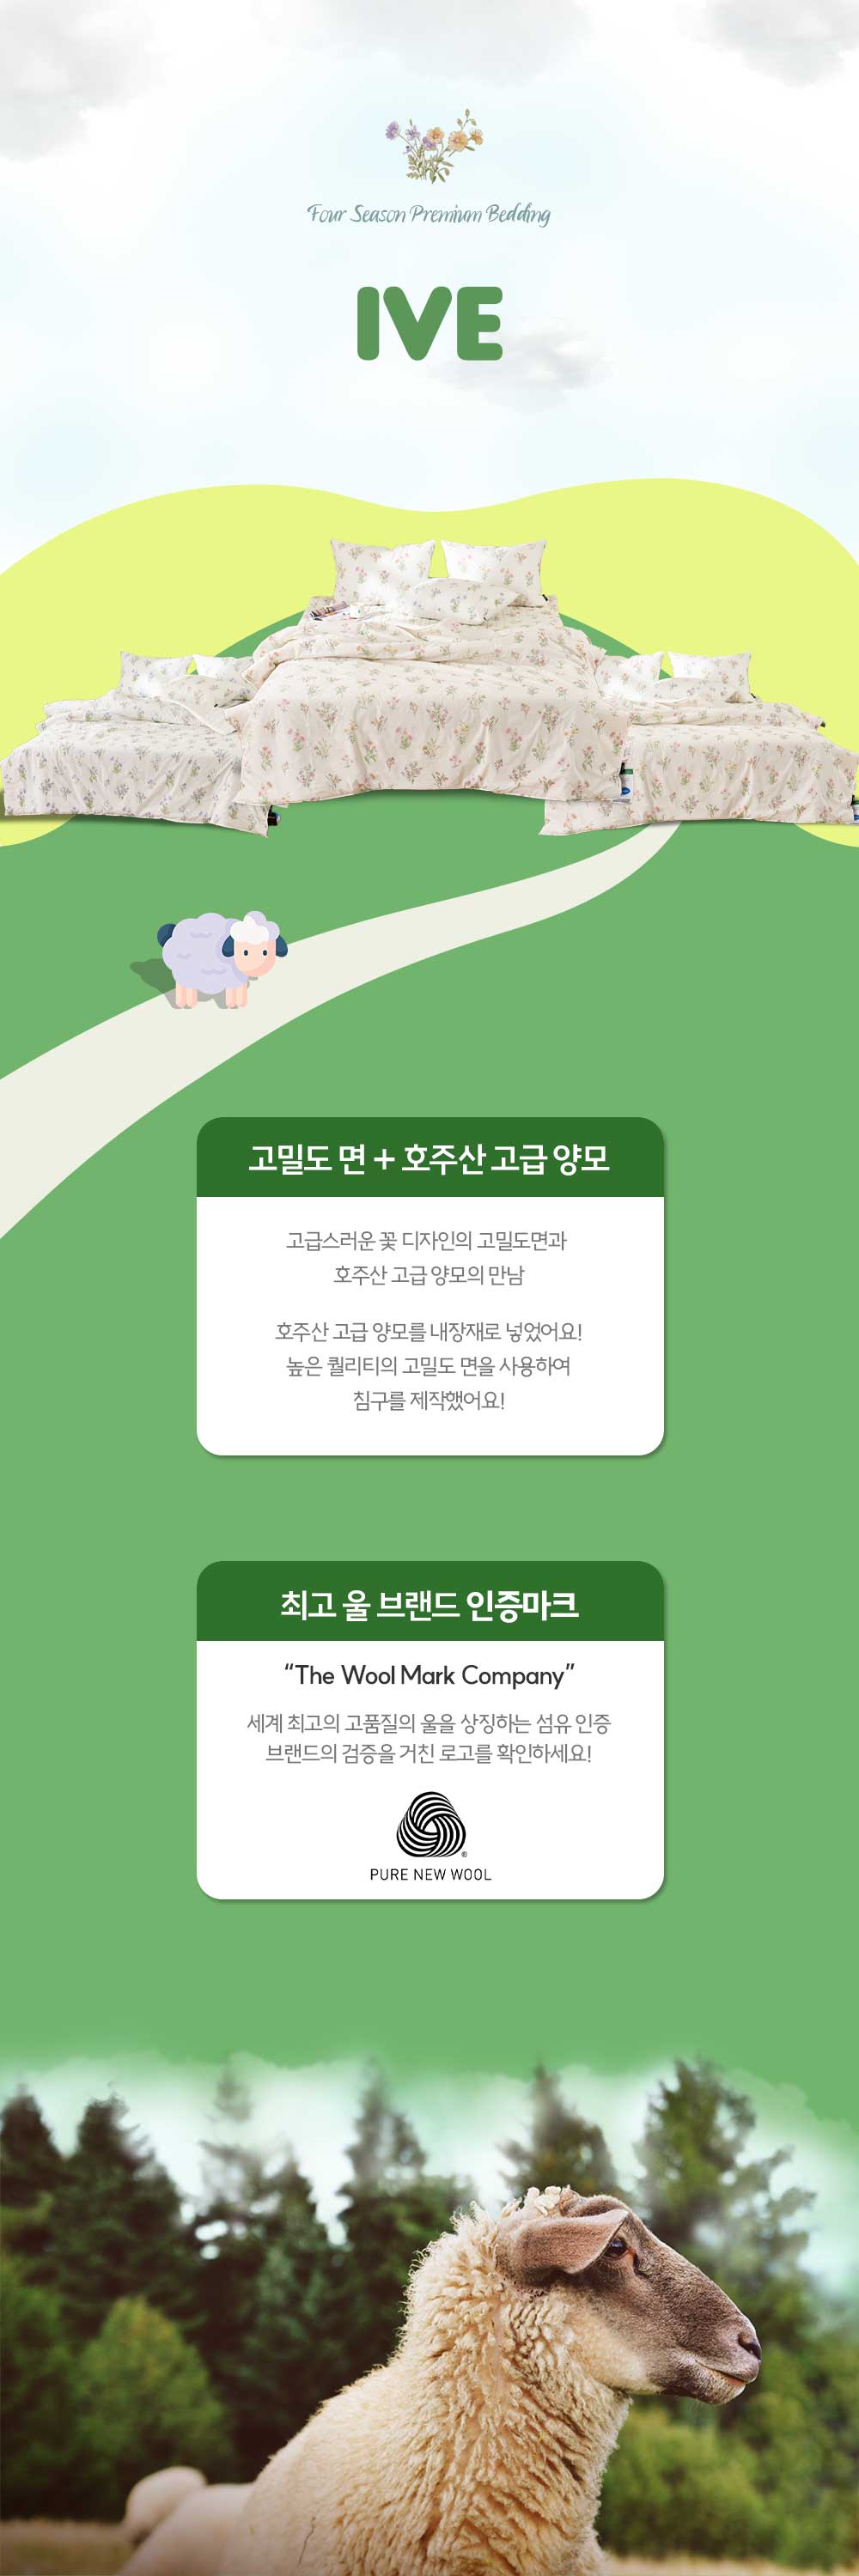 Four Season Premium Bedding
IVE
고밀도 면 + 호주산 고급 양모
고급스러운 꽃 디자인의 고밀도면과
호주산 고급 양모의 만남
호주산 고급 양모를 내장재로 넣었어요!
높은 퀄리티의 고밀도 면을 사용하여
침구를 제작했어요!
최고 울 브랜드 인증마크
“The Wool Mark Company”
세계 최고의 고품질의 울을 상징하는 섬유 인증
브랜드의 검증을 거친 로고를 확인하세요!
®
PURE NEW WOOL